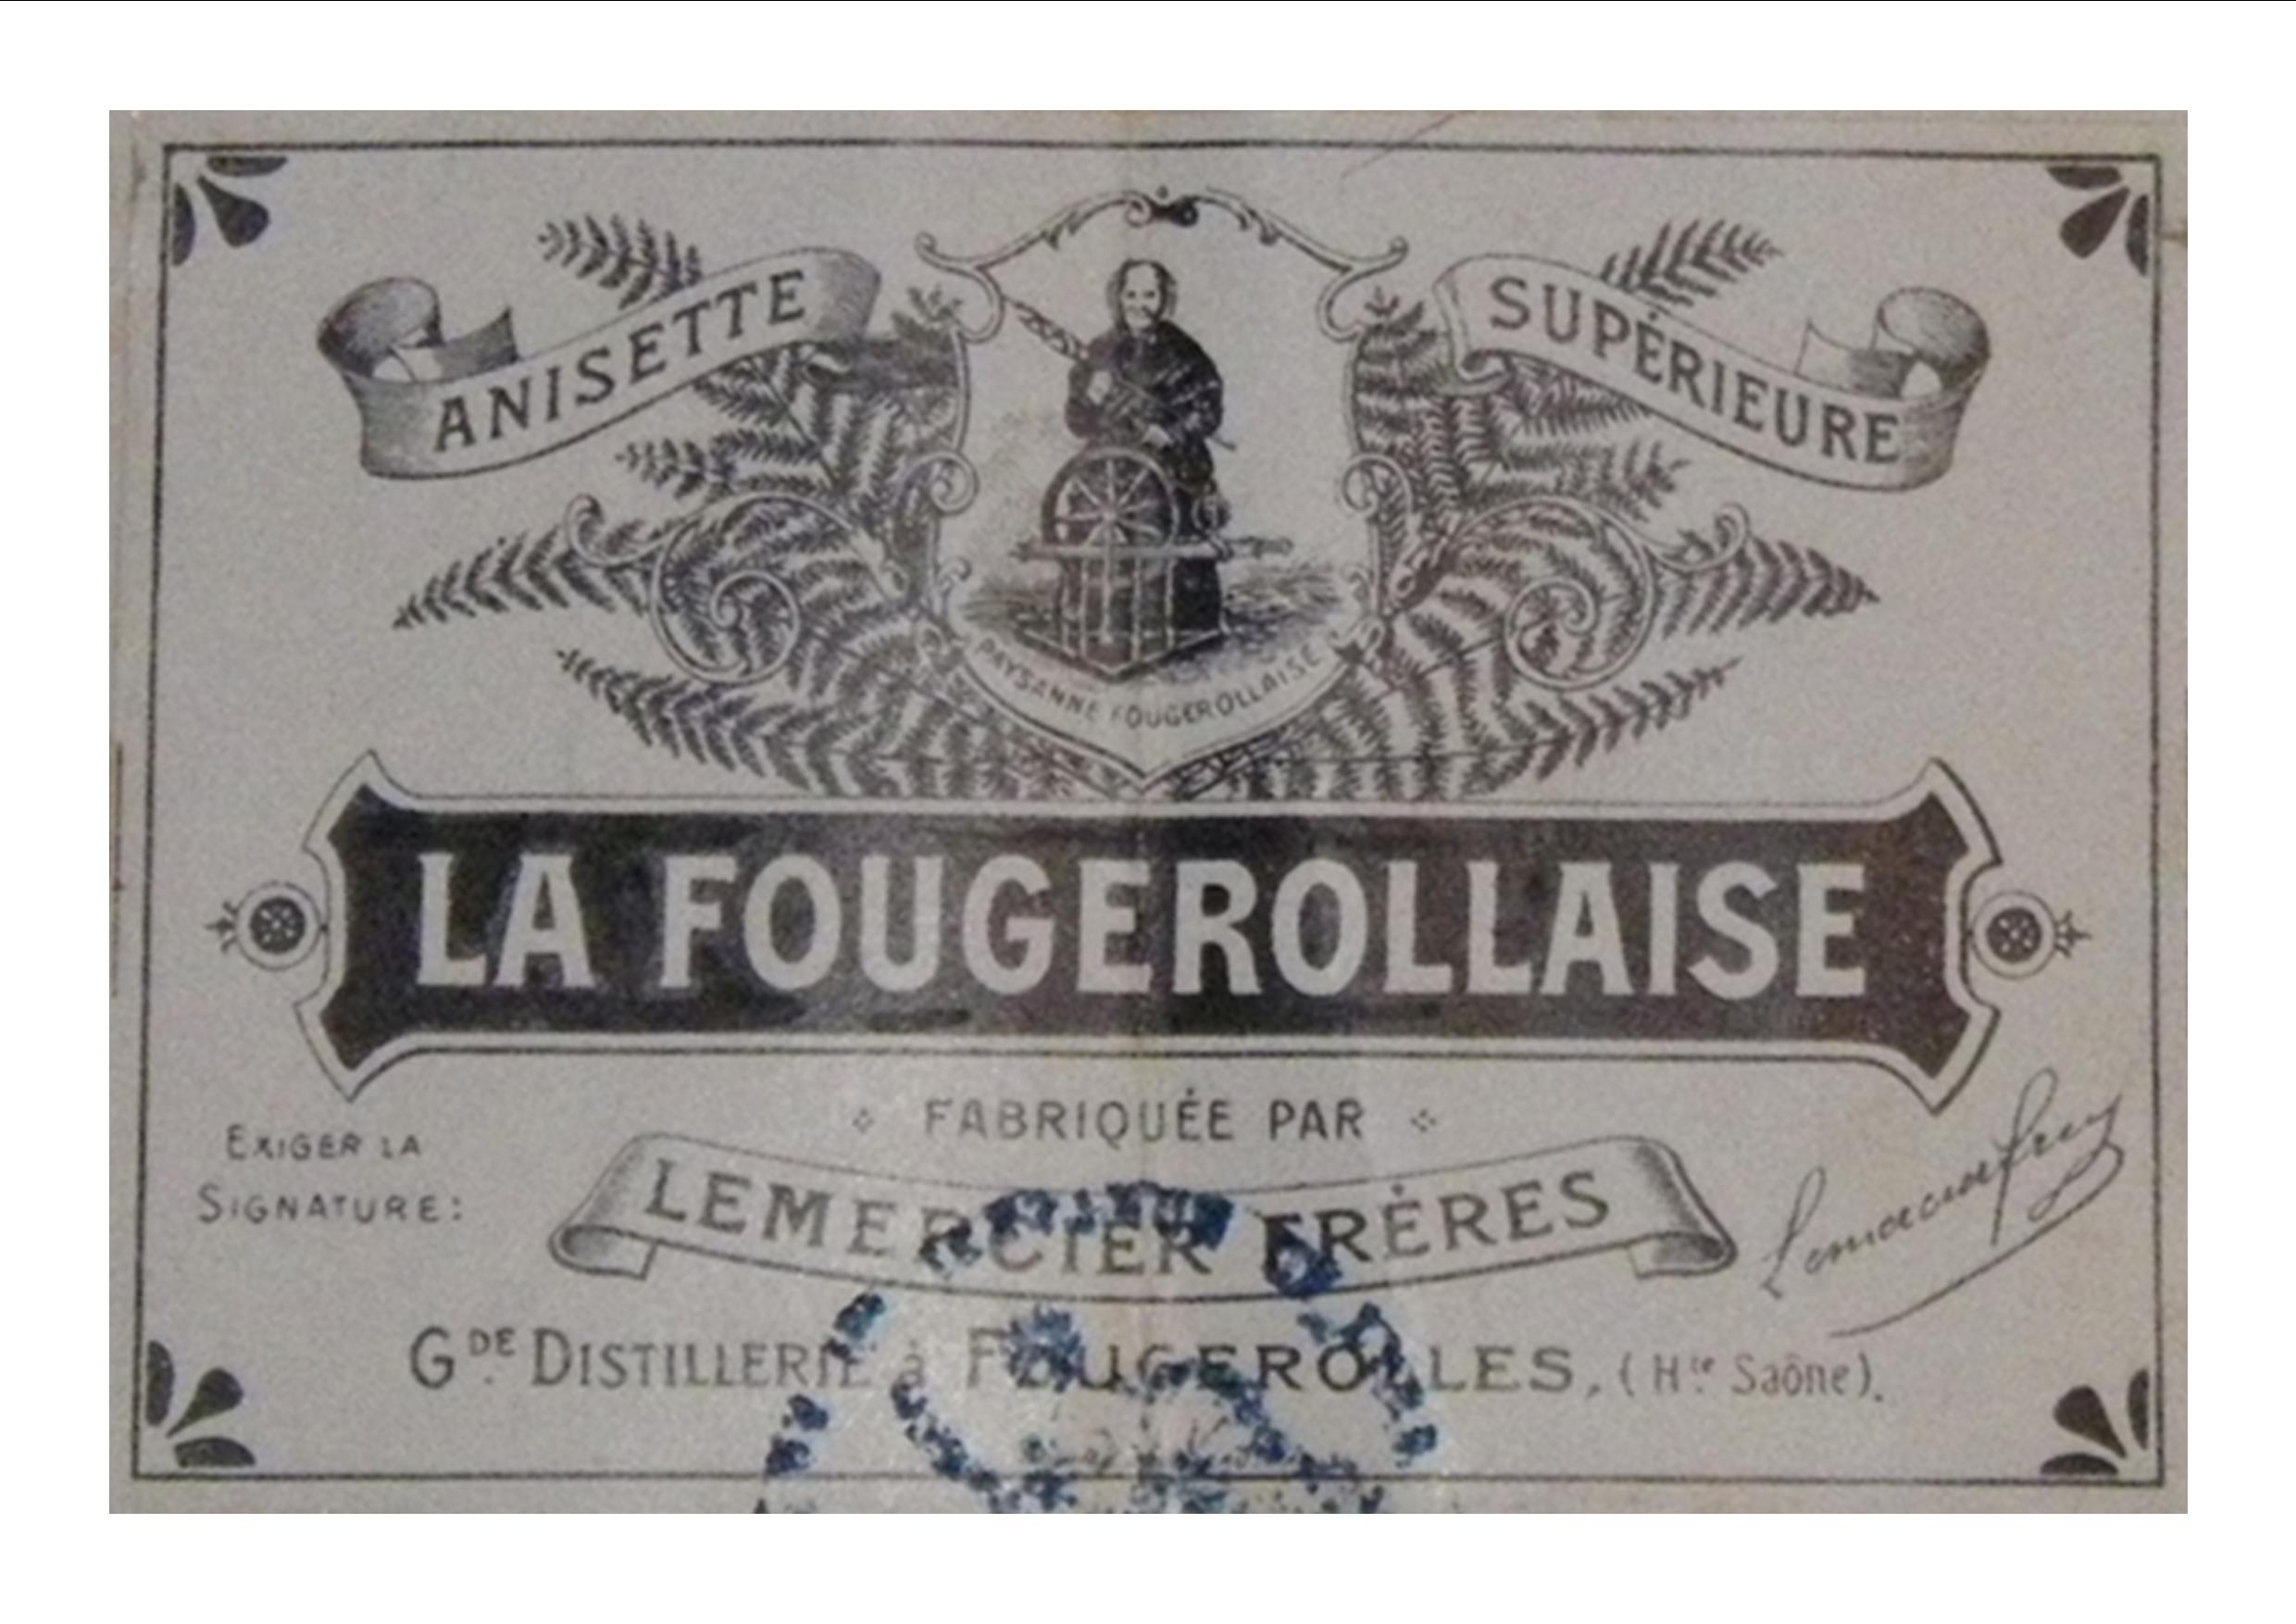 ANISETTE
SUPÉRIEURE
PAYSANNE FOUGEROLLAISE
LA FOUGEROLLAISE
FABRIQUÉE PAR
EXIGER LA
SIGNATURE:
LEMERCIER FRÈRES
GDE DISTILLERIE à FOUGEROLLES, (Hte Saône).